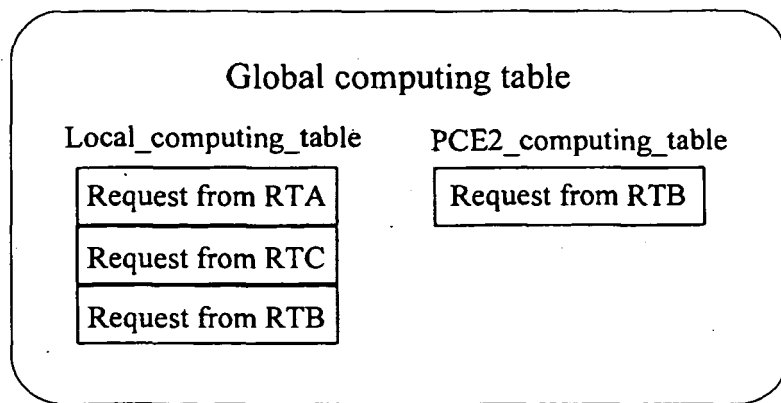 Global computing table
Local_computing_table
Request from RTA
Request from RTC
Request from RTB
PCE2_computing_table
Request from RTB